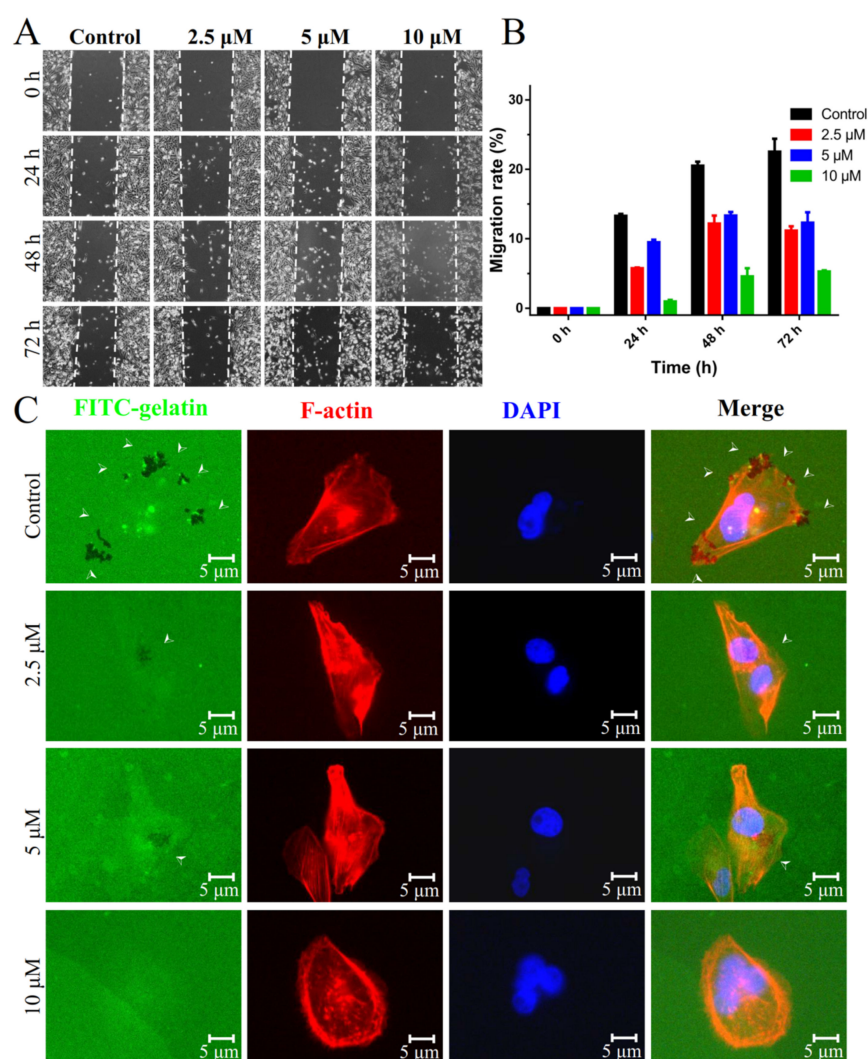 A
Control 2.5 µM 5 µM 10 µM
0 h
24 h
48 h
72 h
B
Migration rate (%)
30
20
10
0
Control
2.5 µM
5 µM
10 µM
0 h 24 h 48 h 72 h
Time (h)
C
FITC-gelatin F-actin DAPI Merge
Control
5 µm 5 µm 5 µm 5 µm
2.5 µM
5 µm 5 µm 5 µm 5 µm
5 µM
5 µm 5 µm 5 µm 5 µm
10 µM
5 µm 5 µm 5 µm 5 µm